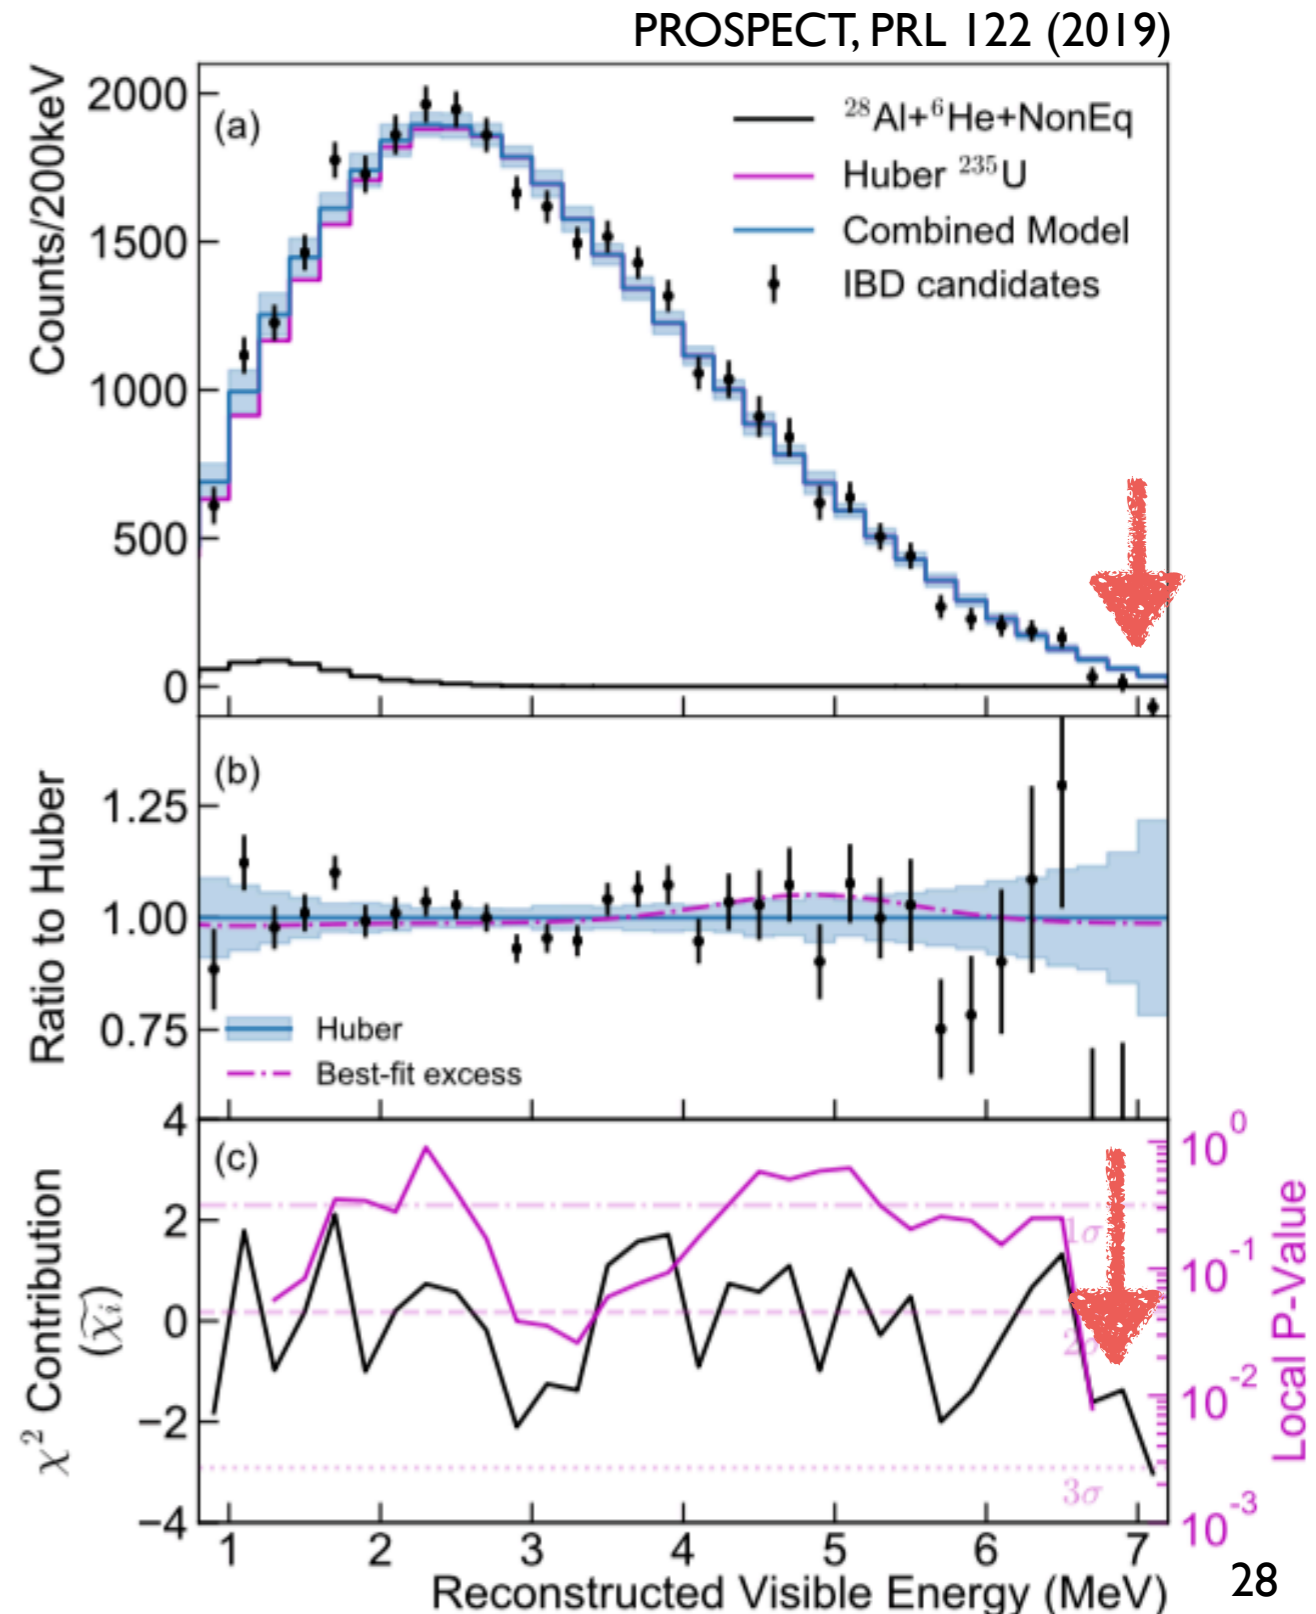 PROSPECT, PRL 122 (2019)
(a)
²⁸Al+⁶He+NonEq
Huber ²³⁵U
Combined Model
IBD candidates
Counts/200keV
2000
1500
1000
500
0
(b)
Ratio to Huber
1.25
1.00
0.75
Huber
Best-fit excess
(c)
χ² Contribution
(χ̃ᵢ)
4
2
0
−2
−4
1σ
2σ
3σ
10⁰
10⁻¹
10⁻²
10⁻³
Local P-Value
1 2 3 4 5 6 7
Reconstructed Visible Energy (MeV)
28